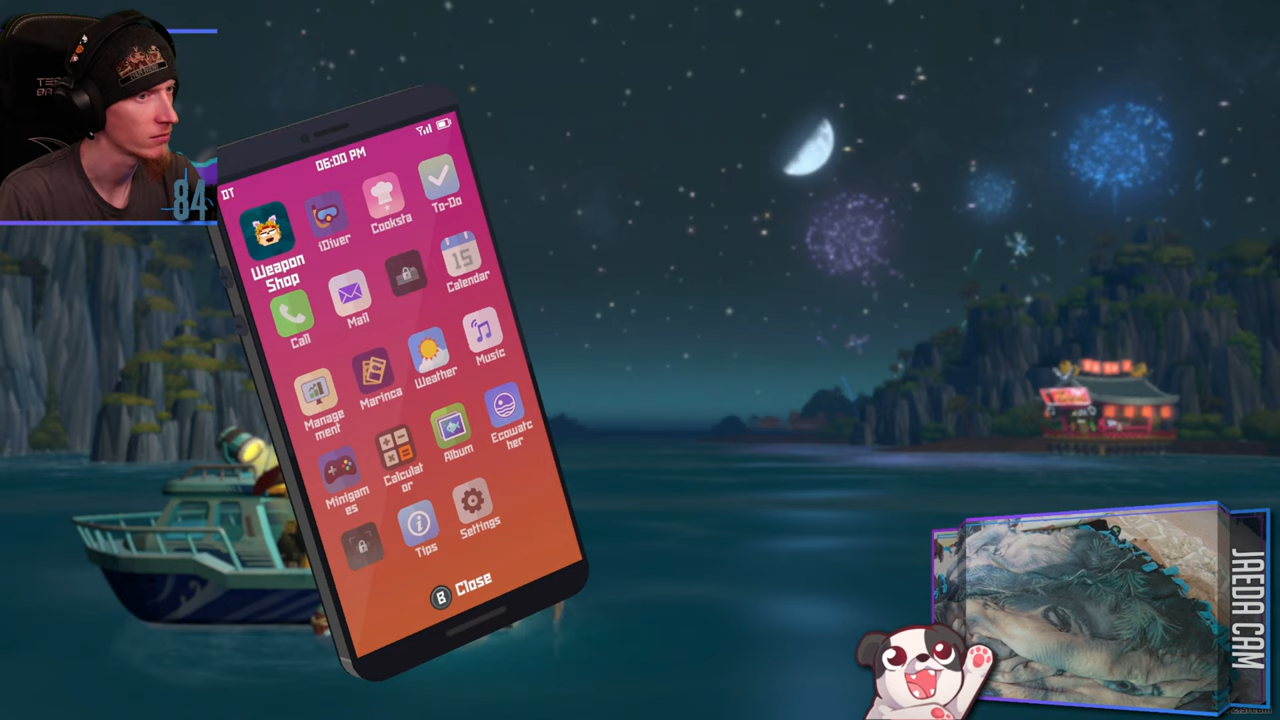 84
06:00 PM
DT
Weapon
Shop
iDiver
Cooksta
To-Do
Call
Mail
15
Calendar
Manage
ment
Marinca
Weather
Music
Minigam
es
Calculat
or
Album
Ecowatc
her
Tips
Settings
B Close
JAEDA CAM